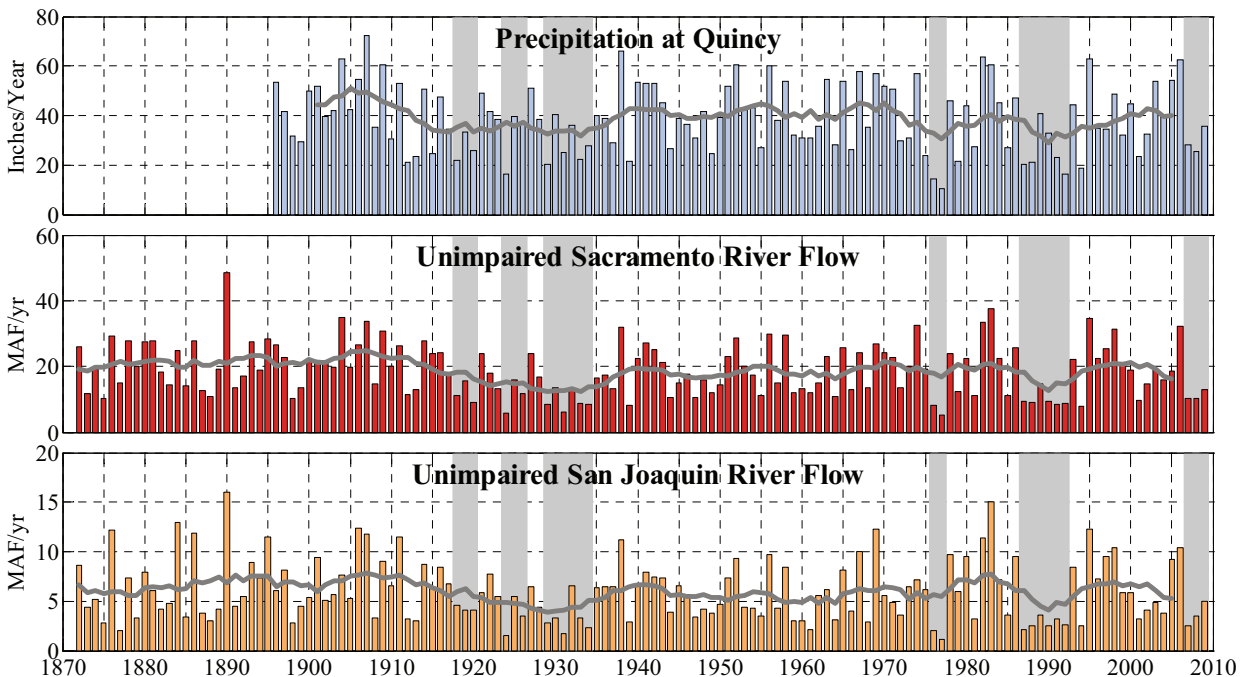 Precipitation at Quincy
Inches/Year
80
60
40
20
0
Unimpaired Sacramento River Flow
MAF/yr
60
40
20
0
Unimpaired San Joaquin River Flow
MAF/yr
20
15
10
5
0
1870 1880 1890 1900 1910 1920 1930 1940 1950 1960 1970 1980 1990 2000 2010